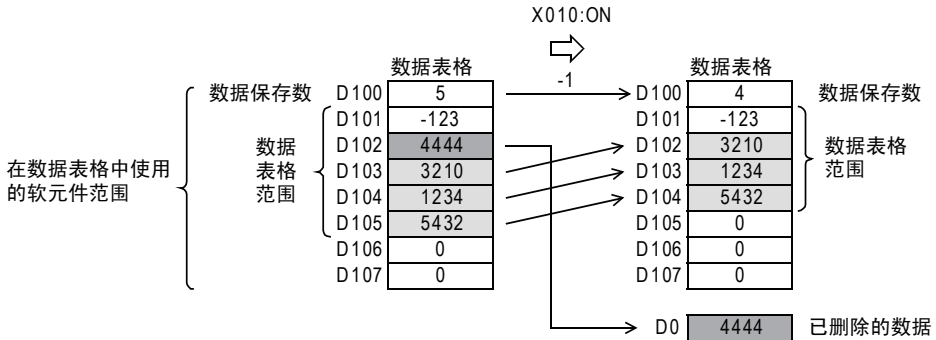 X010:ON
数据表格 -1 数据表格
数据保存数 D100 5 D100 4 数据保存数
D101 -123 D101 -123
数据 D102 4444 D102 3210 数据表格
表格 D103 3210 D103 1234 范围
范围 D104 1234 D104 5432
在数据表格中使用
的软元件范围
D105 5432 D105 0
D106 0 D106 0
D107 0 D107 0
D0 4444 已删除的数据